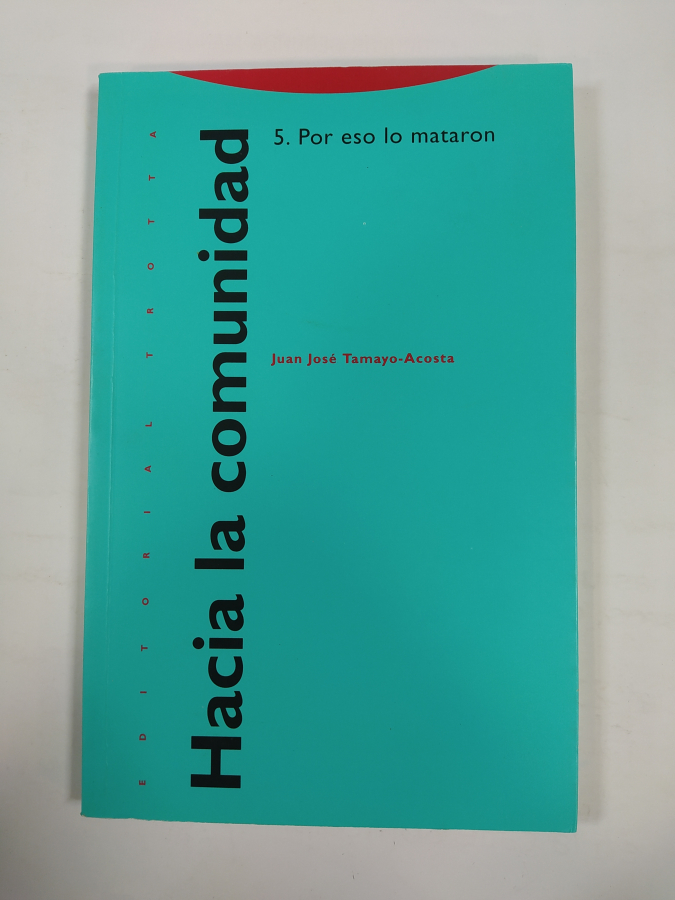 5. Por eso lo mataron
Hacia la comunidad
Juan José Tamayo-Acosta
EDITORIAL TROTTA